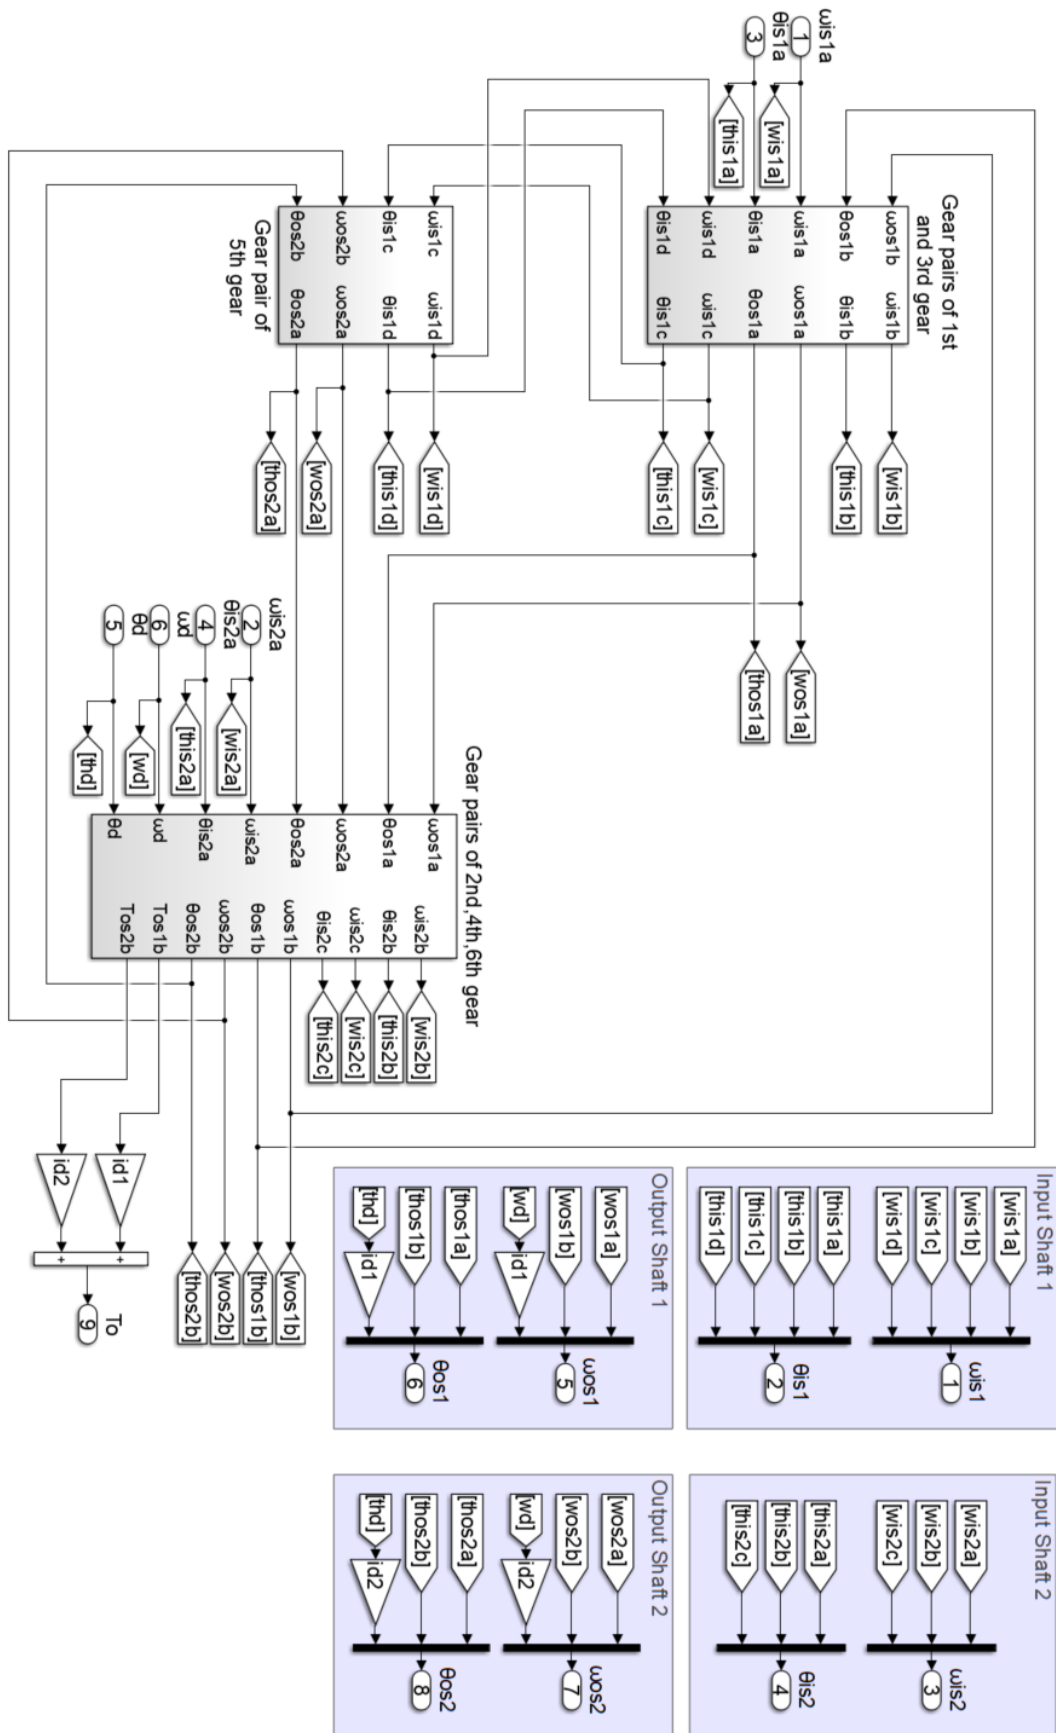 ωis1a
1
θis1a
3
[wis1a]
[this1a]
Gear pairs of 1st
and 3rd gear
ωos1b
θos1b
ωis1a
θis1a
ωis1d
θis1d
ωis1b
θis1b
ωos1a
θos1a
ωis1c
θis1c
[wis1b]
[this1b]
[wis1c]
[this1c]
[wos1a]
[thos1a]
ωis1c
θis1c
ωos2b
θos2b
ωis1d
θis1d
ωos2a
θos2a
Gear pair of
5th gear
[wis1d]
[this1d]
[wos2a]
[thos2a]
ωis2a
2
θis2a
4
ωd
6
θd
5
[wis2a]
[this2a]
[wd]
[thd]
Gear pairs of 2nd,4th,6th gear
ωos1a
θos1a
ωos2a
θos2a
ωis2a
θis2a
ωd
θd
ωis2b
θis2b
ωis2c
θis2c
ωos1b
θos1b
ωos2b
θos2b
Tos1b
Tos2b
[wis2b]
[this2b]
[wis2c]
[this2c]
[wos1b]
[thos1b]
[wos2b]
[thos2b]
id1
id2
+
+
To
9
Input Shaft 1
[wis1a]
[wis1b]
[wis1c]
[wis1d]
ωis1
1
[this1a]
[this1b]
[this1c]
[this1d]
θis1
2
Output Shaft 1
[wos1a]
[wos1b]
[wd]
id1
ωos1
5
[thos1a]
[thos1b]
[thd]
id1
θos1
6
Input Shaft 2
[wis2a]
[wis2b]
[wis2c]
ωis2
3
[this2a]
[this2b]
[this2c]
θis2
4
Output Shaft 2
[wos2a]
[wos2b]
[wd]
id2
ωos2
7
[thos2a]
[thos2b]
[thd]
id2
θos2
8